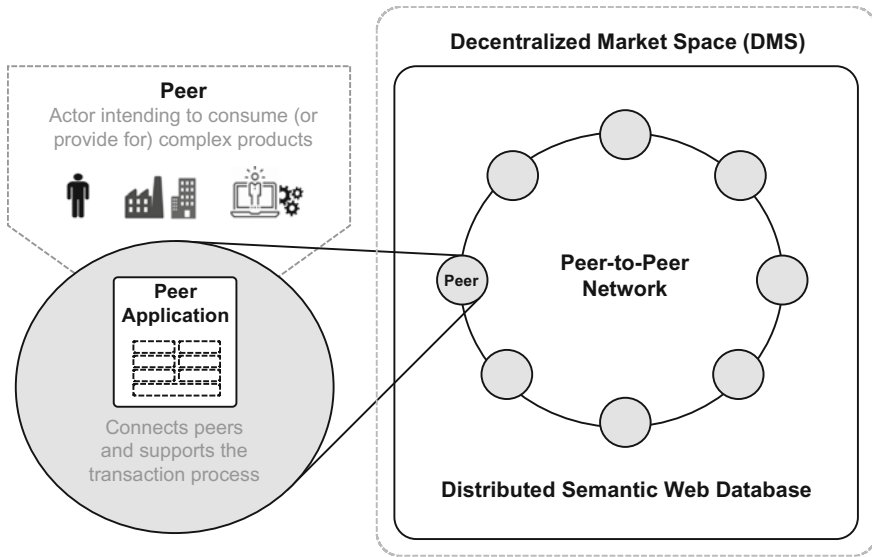 Decentralized Market Space (DMS)
Peer
Actor intending to consume (or
provide for) complex products
Peer
Application
Connects peers
and supports the
transaction process
Peer
Peer-to-Peer
Network
Distributed Semantic Web Database